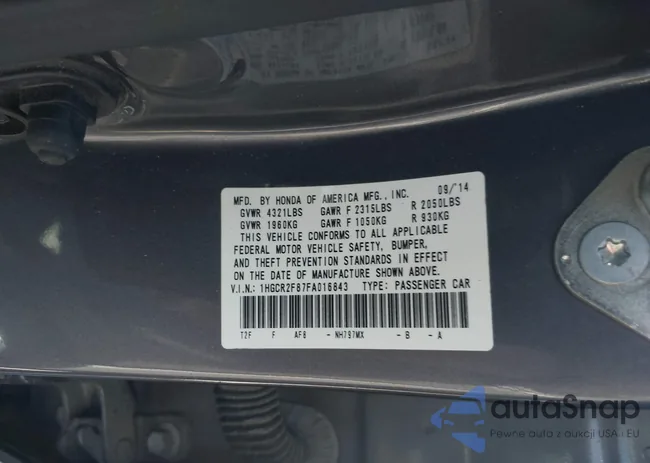 MFD. BY HONDA OF AMERICA MFG., INC. 09/14
GVWR 4321LBS GAWR F 2315LBS R 2050LBS
GVWR 1960KG GAWR F 1050KG R 930KG
THIS VEHICLE CONFORMS TO ALL APPLICABLE
FEDERAL MOTOR VEHICLE SAFETY, BUMPER,
AND THEFT PREVENTION STANDARDS IN EFFECT
ON THE DATE OF MANUFACTURE SHOWN ABOVE.
V.I.N.: 1HGCR2F67FA016643 TYPE: PASSENGER CAR
T2F F AF8 -NH797MX -B -A
autaSnap
Pewne auta z aukcji USA i EU